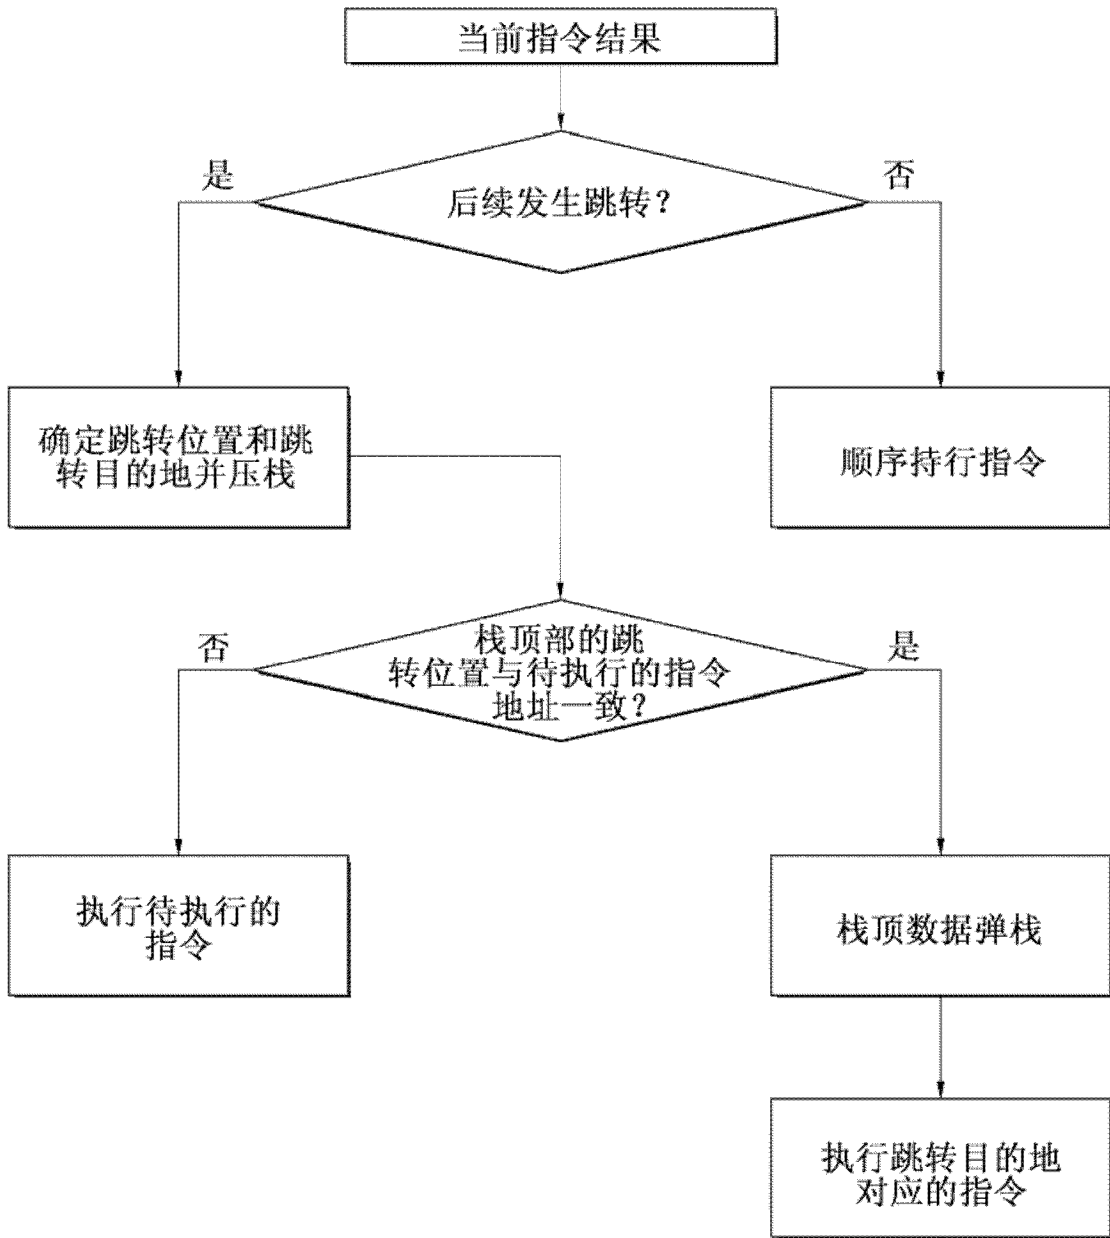 当前指令结果
是
否
后续发生跳转？
确定跳转位置和跳
转目的地并压栈
顺序持行指令
否
是
栈顶部的跳
转位置与待执行的指令
地址一致？
执行待执行的
指令
栈顶数据弹栈
执行跳转目的地
对应的指令